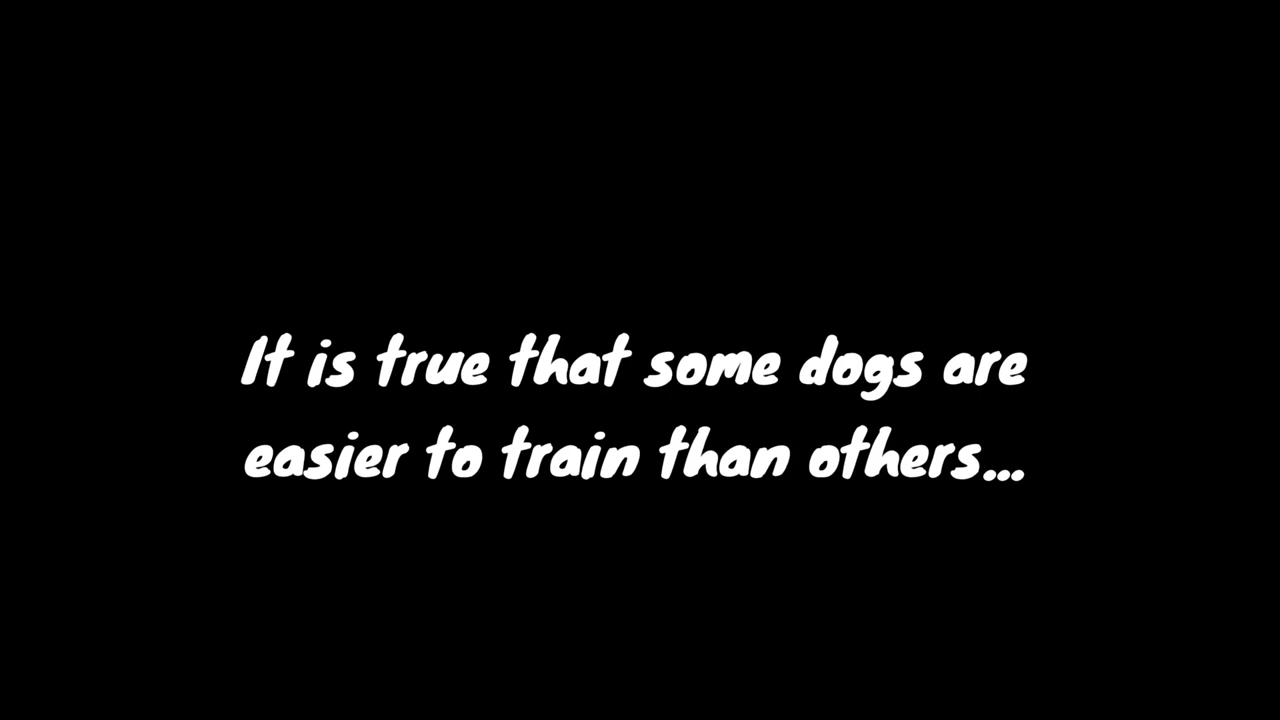 It is true that some dogs are
easier to train than others...